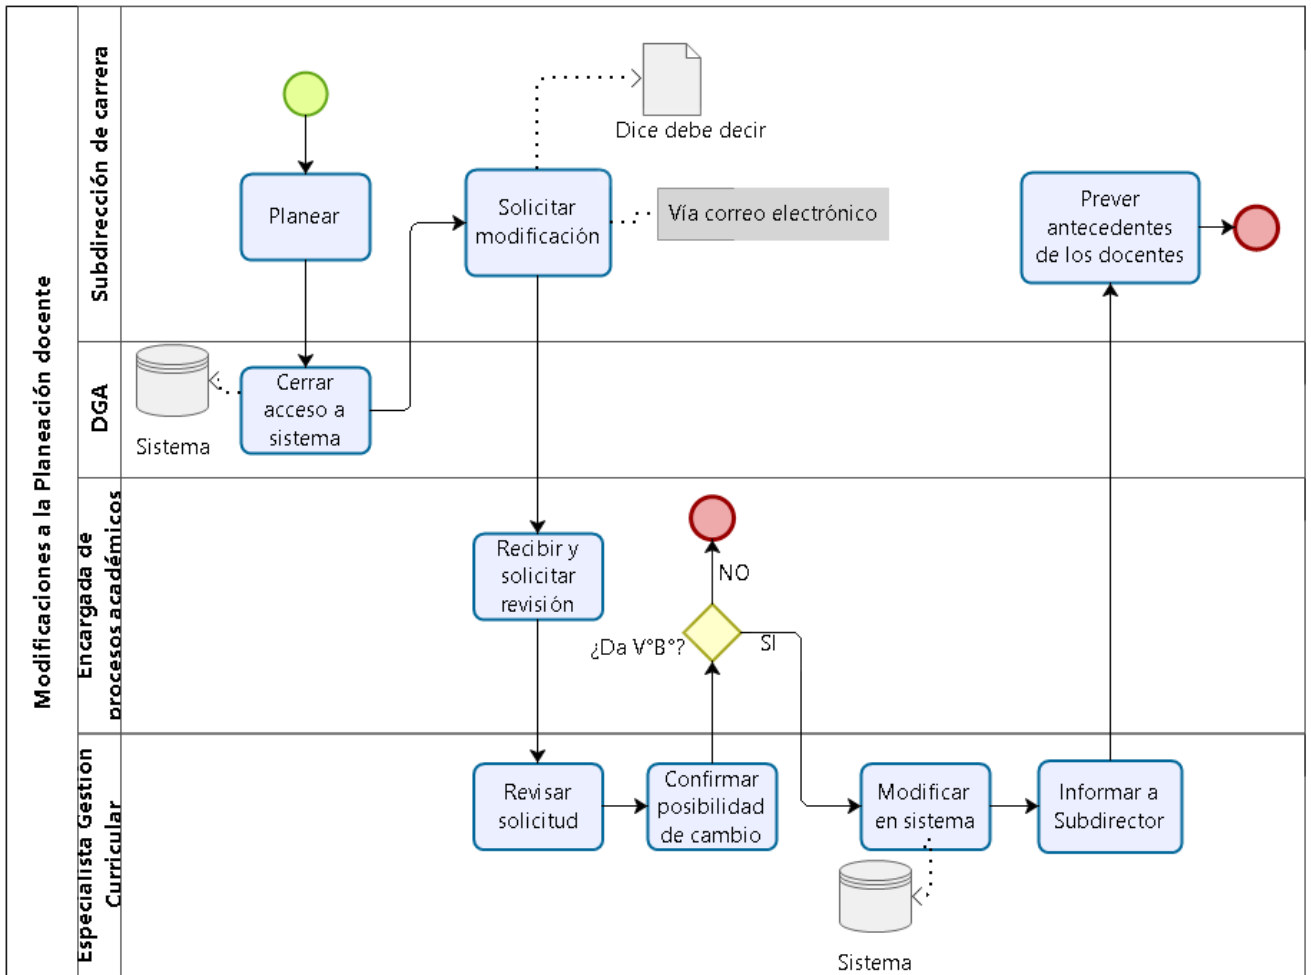 Modificaciones a la Planeación docente
Subdirección de carrera
Planear
Solicitar
modificación
Dice debe decir
Vía correo electrónico
Prever
antecedentes
de los docentes
DGA
Sistema
Cerrar
acceso a
sistema
Encargada de
procesos académicos
Recibir y
solicitar
revisión
NO
¿Da V°B°?
SI
Especialista Gestión
Curricular
Revisar
solicitud
Confirmar
posibilidad
de cambio
Modificar
en sistema
Informar a
Subdirector
Sistema